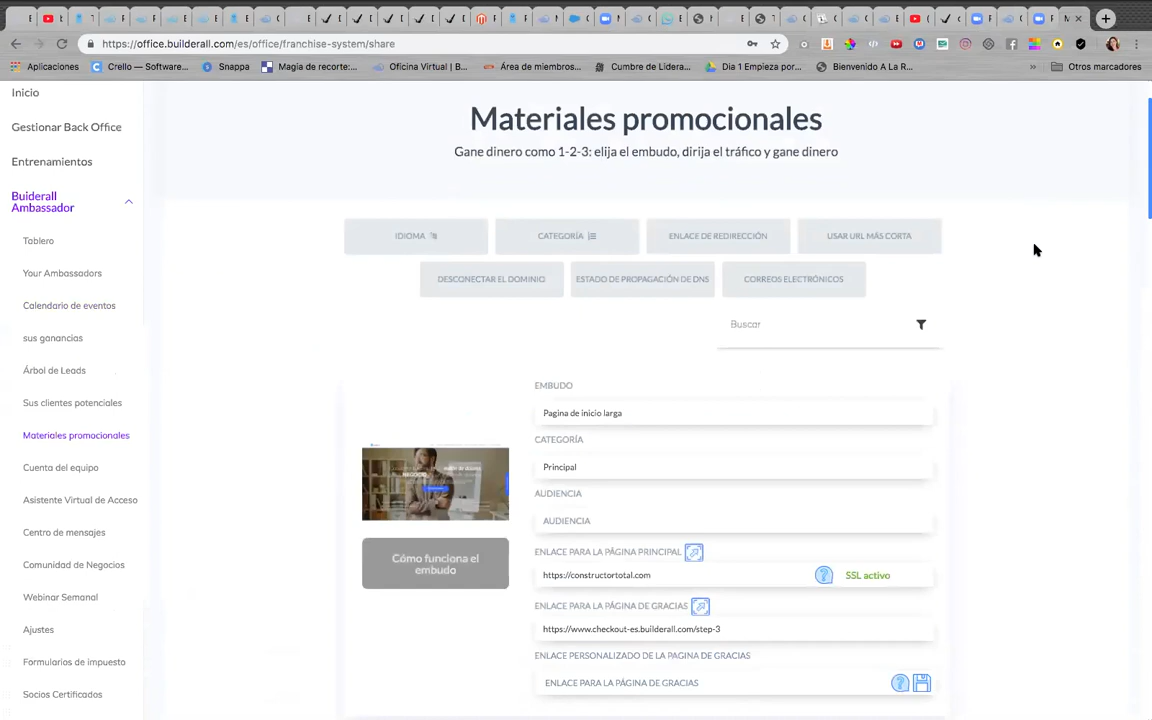 https://office.builderall.com/es/office/franchise-system/share
Aplicaciones
Crello — Software...
Snappa
Magia de recorte:...
Oficina Virtual | B...
Área de miembros...
Cumbre de Lidera...
Dia 1 Empieza por...
Bienvenido A La R...
»
Otros marcadores
Inicio
Gestionar Back Office
Entrenamientos
Buiderall
Ambassador
Tablero
Your Ambassadors
Calendario de eventos
sus ganancias
Árbol de Leads
Sus clientes potenciales
Materiales promocionales
Cuenta del equipo
Asistente Virtual de Acceso
Centro de mensajes
Comunidad de Negocios
Webinar Semanal
Ajustes
Formularios de impuesto
Socios Certificados
Materiales promocionales
Gane dinero como 1-2-3: elija el embudo, dirija el tráfico y gane dinero
IDIOMA
CATEGORÍA
ENLACE DE REDIRECCIÓN
USAR URL MÁS CORTA
DESCONECTAR EL DOMINIO
ESTADO DE PROPAGACIÓN DE DNS
CORREOS ELECTRÓNICOS
Buscar
Cómo funciona el
embudo
EMBUDO
Pagina de inicio larga
CATEGORÍA
Principal
AUDIENCIA
AUDIENCIA
ENLACE PARA LA PÁGINA PRINCIPAL
https://constructortotal.com
SSL activo
ENLACE PARA LA PÁGINA DE GRACIAS
https://www.checkout-es.builderall.com/step-3
ENLACE PERSONALIZADO DE LA PAGINA DE GRACIAS
ENLACE PARA LA PÁGINA DE GRACIAS